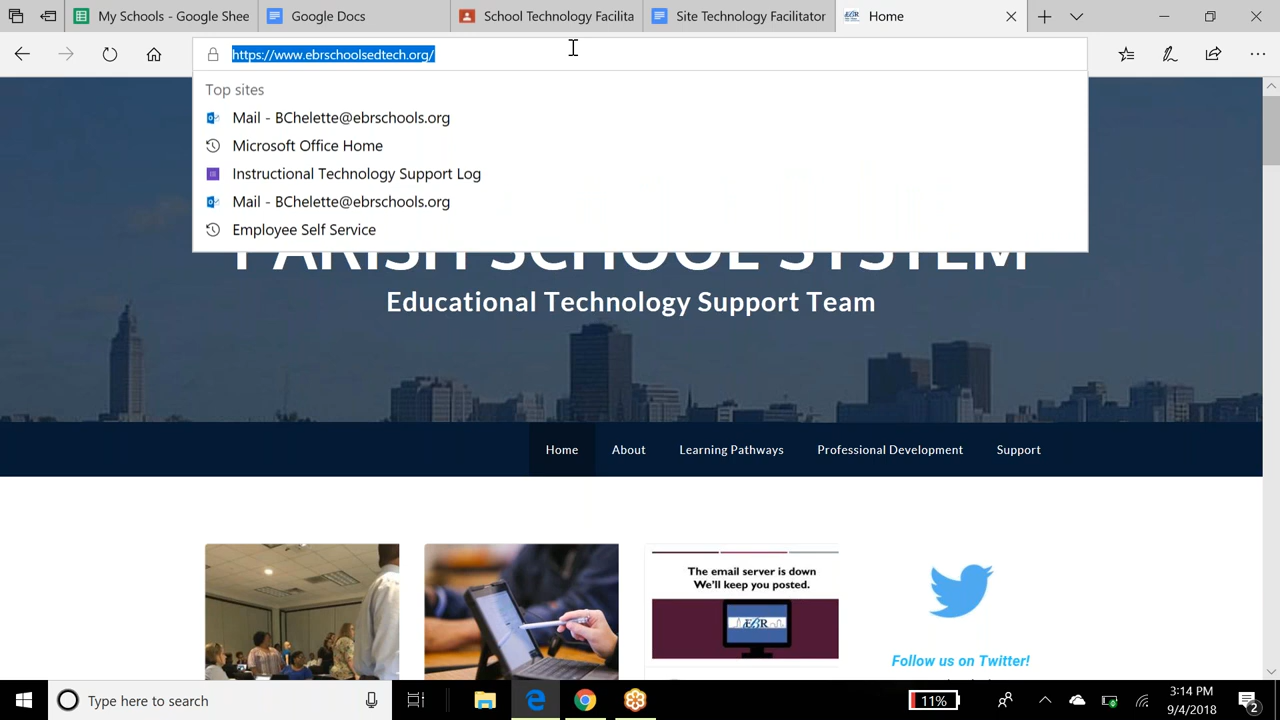 My Schools - Google Shee
Google Docs
School Technology Facilita
Site Technology Facilitator
Home
https://www.ebrschoolsedtech.org/
Top sites
Mail - BChelette@ebrschools.org
Microsoft Office Home
Instructional Technology Support Log
Mail - BChelette@ebrschools.org
Employee Self Service
PARISH SCHOOL SYSTEM
Educational Technology Support Team
Home
About
Learning Pathways
Professional Development
Support
The email server is down
We'll keep you posted.
EBR
Follow us on Twitter!
Type here to search
11%
3:14 PM
9/4/2018
2